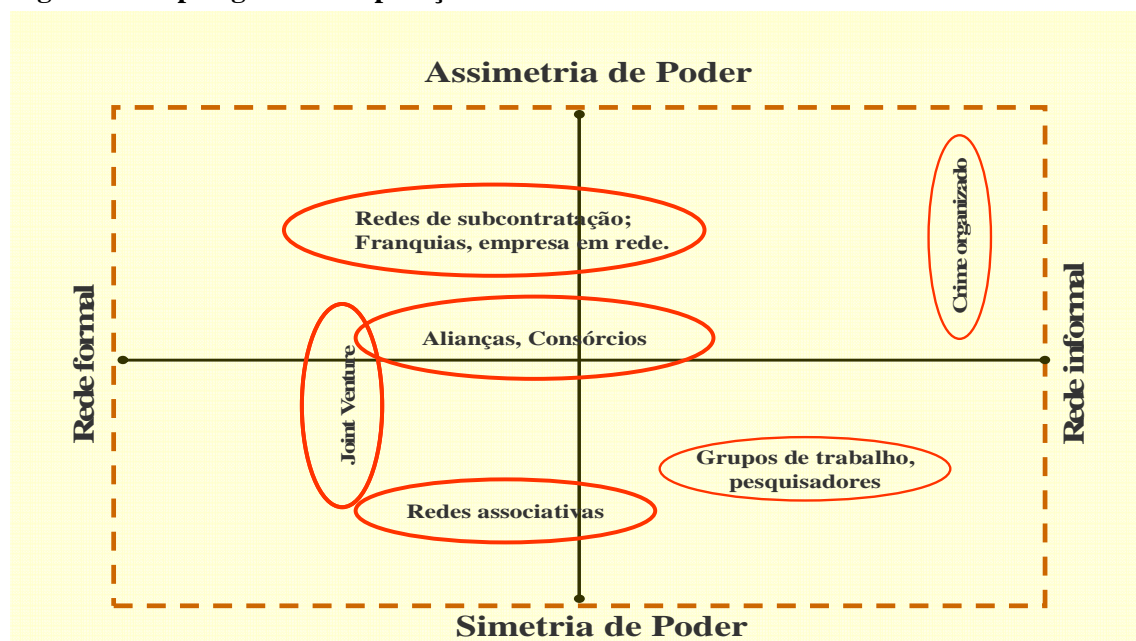 Assimetria de Poder
Redes de subcontratação;
Franquias, empresa em rede.
Crime organizado
Alianças, Consórcios
Rede formal
Joint Venture
Rede informal
Grupos de trabalho,
pesquisadores
Redes associativas
Simetria de Poder